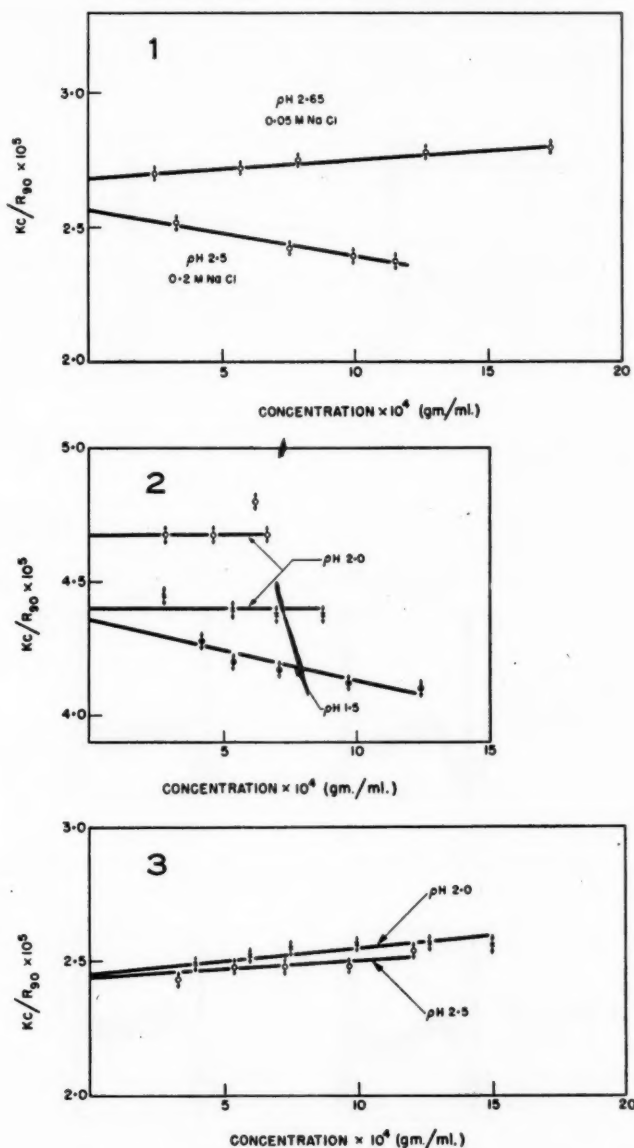 1
3·0
2·5
2·0
Kc/R90 × 10⁵
pH 2·65
0·05 M NaCl
pH 2·5
0·2 M NaCl
5
10
15
20
CONCENTRATION × 10⁴ (gm/ml.)
2
5·0
4·5
4·0
Kc/R90 × 10⁵
pH 2·0
pH 1·5
5
10
15
CONCENTRATION × 10⁴ (gm./ml.)
3
3·0
2·5
2·0
Kc/R90 × 10⁵
pH 2·0
pH 2·5
5
10
15
20
CONCENTRATION × 10⁴ (gm/ml.)